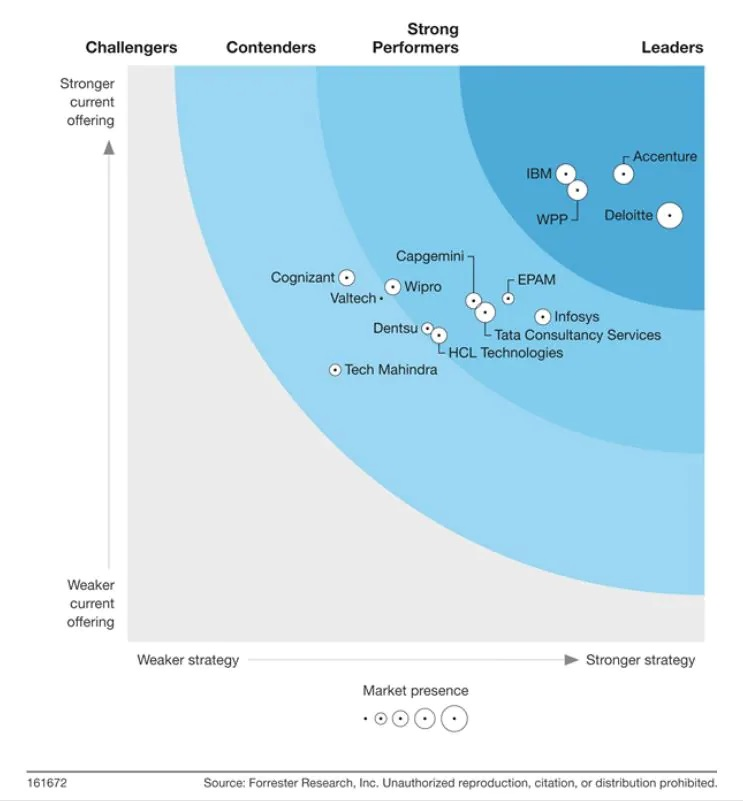 Challengers
Contenders
Strong
Performers
Leaders
Stronger
current
offering
Accenture
IBM
WPP
Deloitte
Capgemini
Cognizant
EPAM
Wipro
Valtech
Infosys
Dentsu
Tata Consultancy Services
HCL Technologies
Tech Mahindra
Weaker
current
offering
Weaker strategy
Stronger strategy
Market presence
161672
Source: Forrester Research, Inc. Unauthorized reproduction, citation, or distribution prohibited.